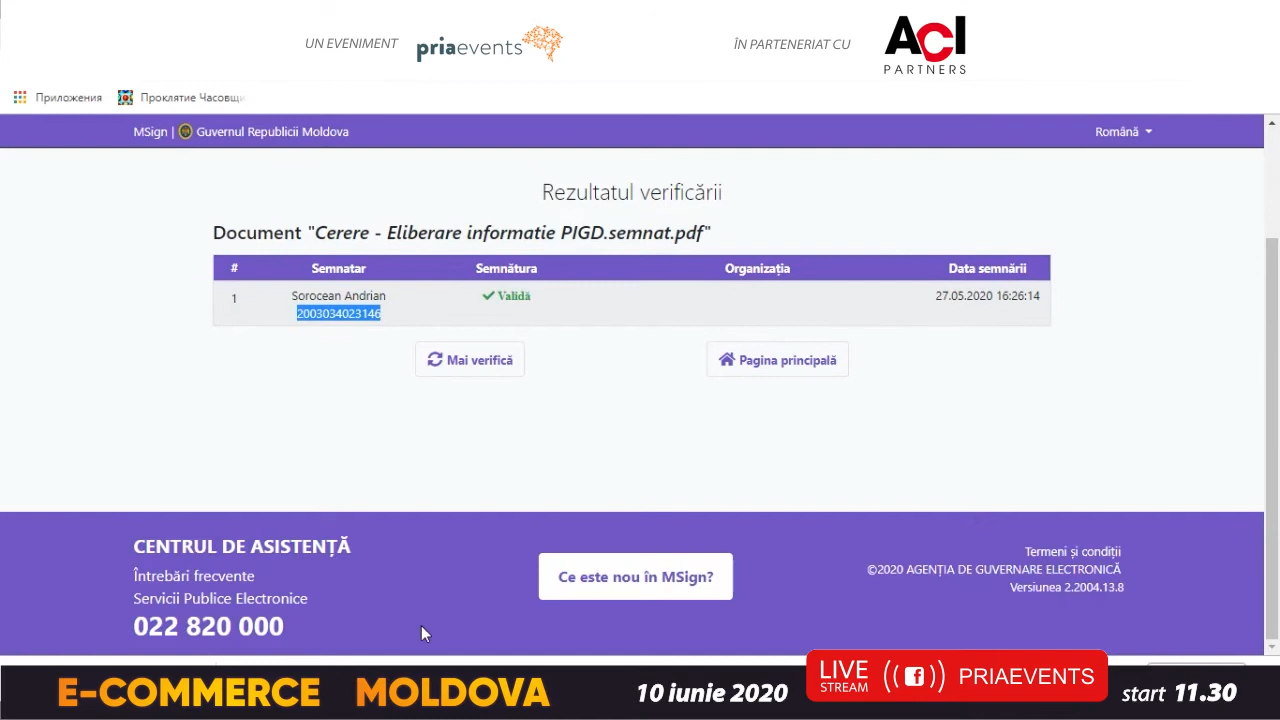 UN EVENIMENT priaevents ÎN PARTENERIAT CU ACI PARTNERS
Приложения Проклятие Часовщи
MSign | Guvernul Republicii Moldova Română
Rezultatul verificării
Document "Cerere - Eliberare informatie PIGD.semnat.pdf"
# Semnatar Semnătura Organizația Data semnării
1 Sorocean Andrian Validă 27.05.2020 16:26:14
2003034023146
Mai verifică Pagina principală
CENTRUL DE ASISTENȚĂ
Întrebări frecvente
Servicii Publice Electronice
022 820 000
Ce este nou în MSign?
Termeni și condiții
©2020 AGENȚIA DE GUVERNARE ELECTRONICĂ
Versiunea 2.2004.13.8
E-COMMERCE MOLDOVA 10 iunie 2020 LIVE STREAM PRIAEVENTS start 11.30